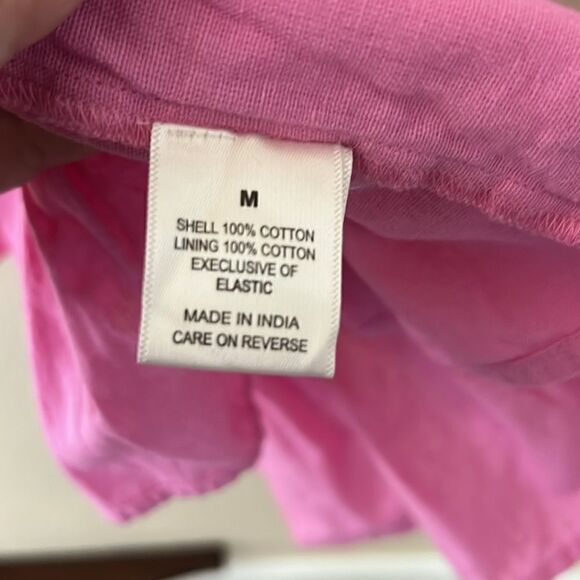 M
SHELL 100% COTTON
LINING 100% COTTON
EXECLUSIVE OF
ELASTIC
MADE IN INDIA
CARE ON REVERSE